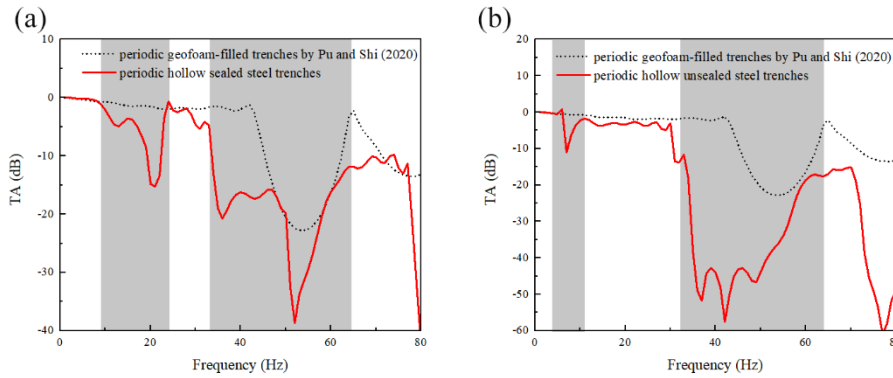 (a)
10
0
-10
-20
-30
-40
TA (dB)
periodic geofoam-filled trenches by Pu and Shi (2020)
periodic hollow sealed steel trenches
0 20 40 60 80
Frequency (Hz)
(b)
20
10
0
-10
-20
-30
-40
-50
-60
TA (dB)
periodic geofoam-filled trenches by Pu and Shi (2020)
periodic hollow unsealed steel trenches
0 20 40 60 80
Frequency (Hz)